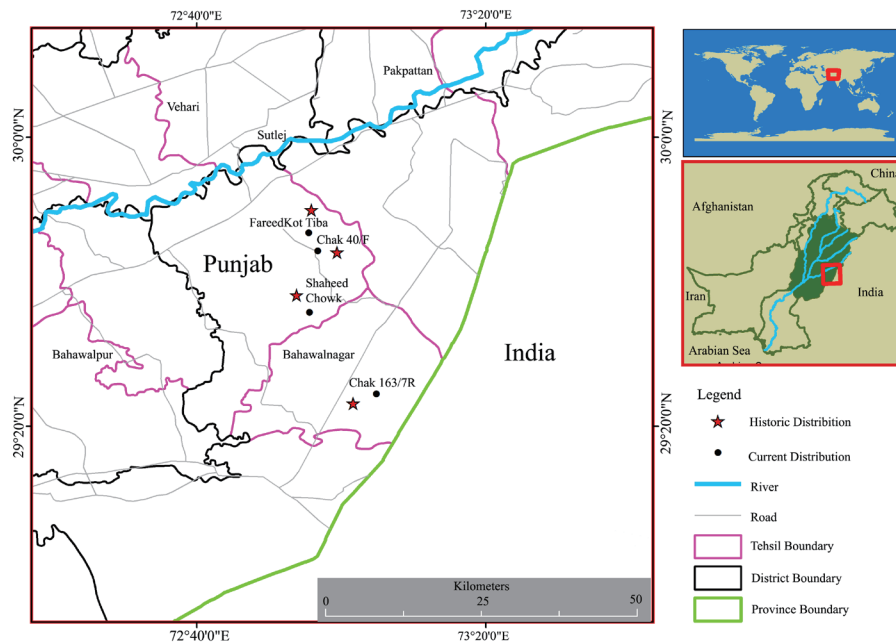 72°40'0"E
73°20'0"E
Pakpattan
Vehari
Sutlej
30°0'0"N
30°0'0"N
FareedKot Tiba
Chak 40/F
Punjab
Shaheed
Chowk
India
Bahawalpur
Bahawalnagar
Chak 163/7R
29°20'0"N
29°20'0"N
Kilometers
0
25
50
72°40'0"E
73°20'0"E
China
Afghanistan
Iran
India
Arabian Sea
Legend
Historic Distribition
Current Distribution
River
Road
Tehsil Boundary
District Boundary
Province Boundary